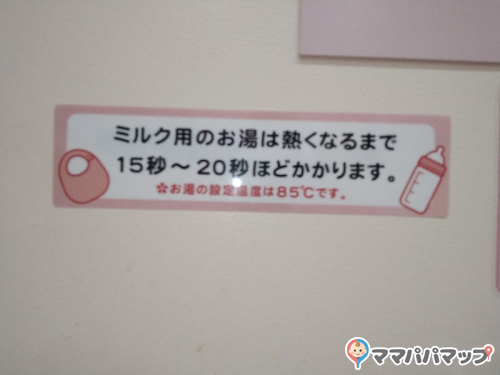 ミルク用のお湯は熱くなるまで
15秒～20秒ほどかかります。
✿お湯の設定温度は85℃です。
ママパパマップ